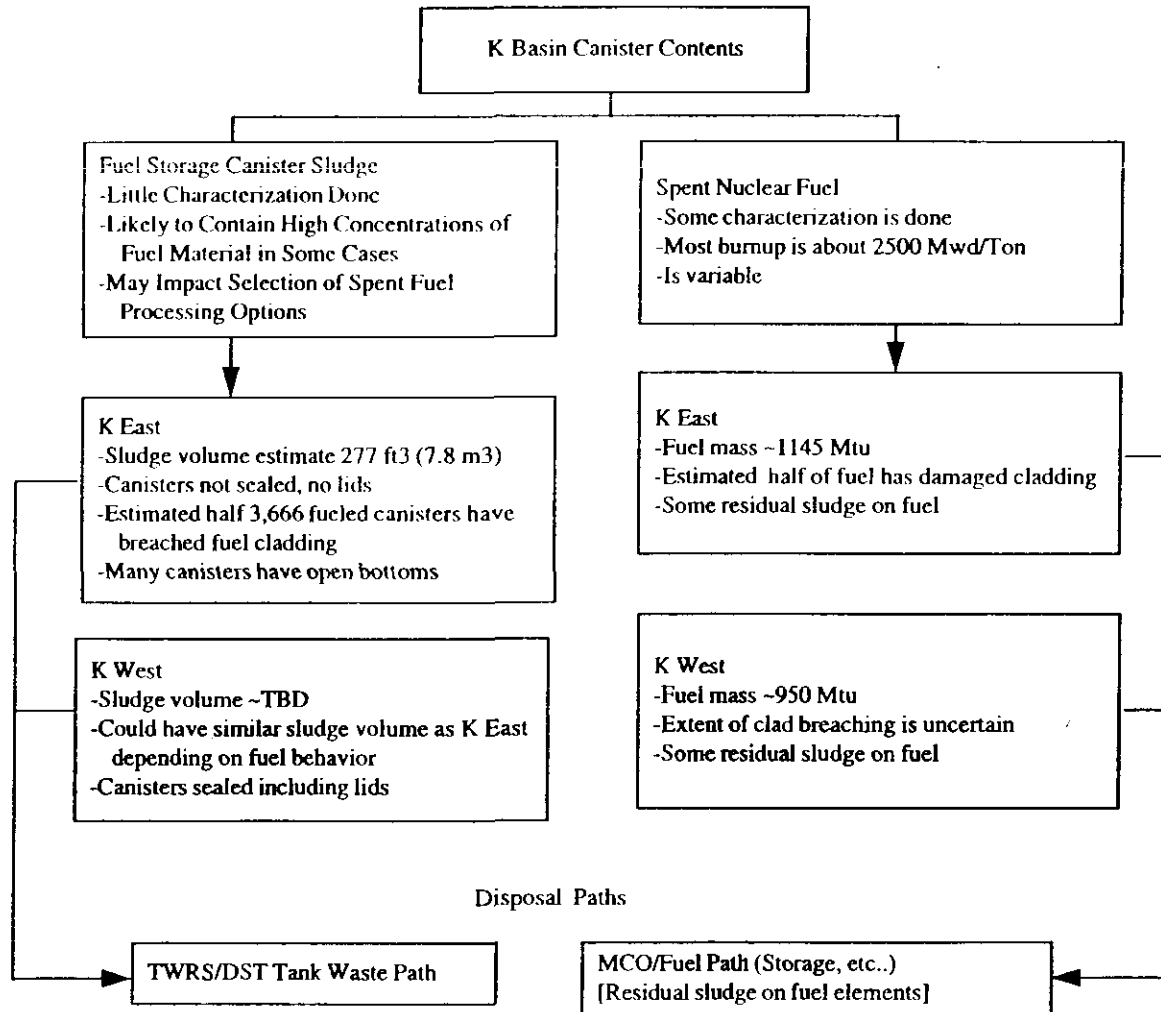 K Basin Canister Contents
Fuel Storage Canister Sludge
-Little Characterization Done
-Likely to Contain High Concentrations of
Fuel Material in Some Cases
-May Impact Selection of Spent Fuel
Processing Options
Spent Nuclear Fuel
-Some characterization is done
-Most burnup is about 2500 Mwd/Ton
-Is variable
K East
-Sludge volume estimate 277 ft3 (7.8 m3)
-Canisters not sealed, no lids
-Estimated half 3,666 fueled canisters have
breached fuel cladding
-Many canisters have open bottoms
K East
-Fuel mass ~1145 Mtu
-Estimated half of fuel has damaged cladding
-Some residual sludge on fuel
K West
-Sludge volume ~TBD
-Could have similar sludge volume as K East
depending on fuel behavior
-Canisters sealed including lids
K West
-Fuel mass ~950 Mtu
-Extent of clad breaching is uncertain
-Some residual sludge on fuel
Disposal Paths
TWRS/DST Tank Waste Path
MCO/Fuel Path (Storage, etc..)
[Residual sludge on fuel elements]